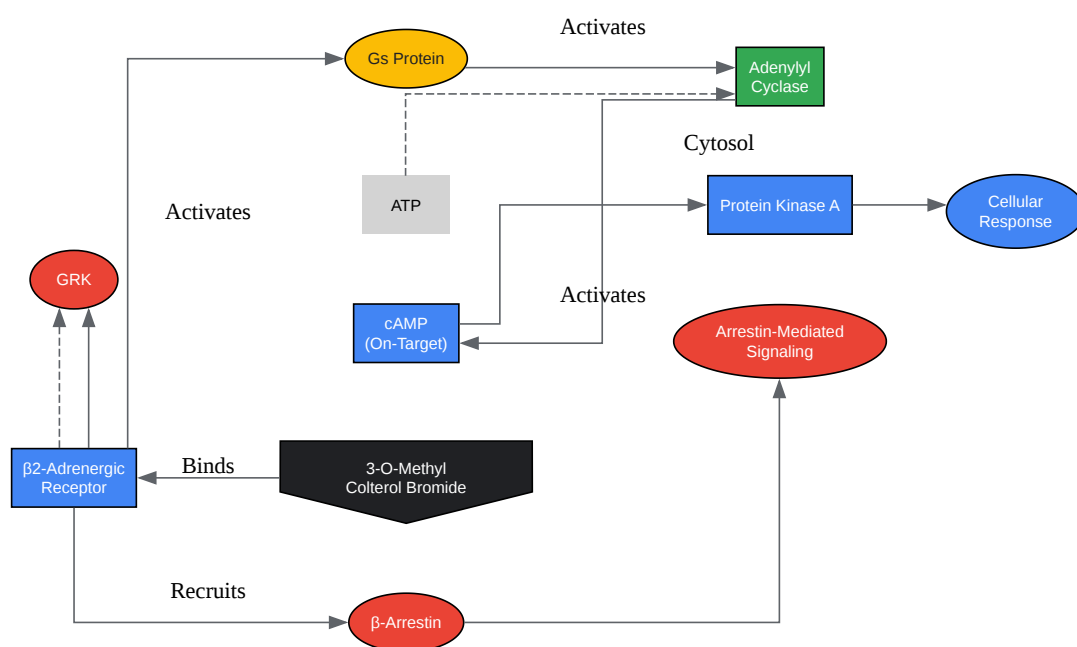 Activates
Gs Protein
Adenylyl
Cyclase
Cytosol
ATP
Protein Kinase A
Cellular
Response
Activates
GRK
Activates
cAMP
(On-Target)
Arrestin-Mediated
Signaling
β2-Adrenergic
Receptor
Binds
3-O-Methyl
Colterol Bromide
Recruits
β-Arrestin